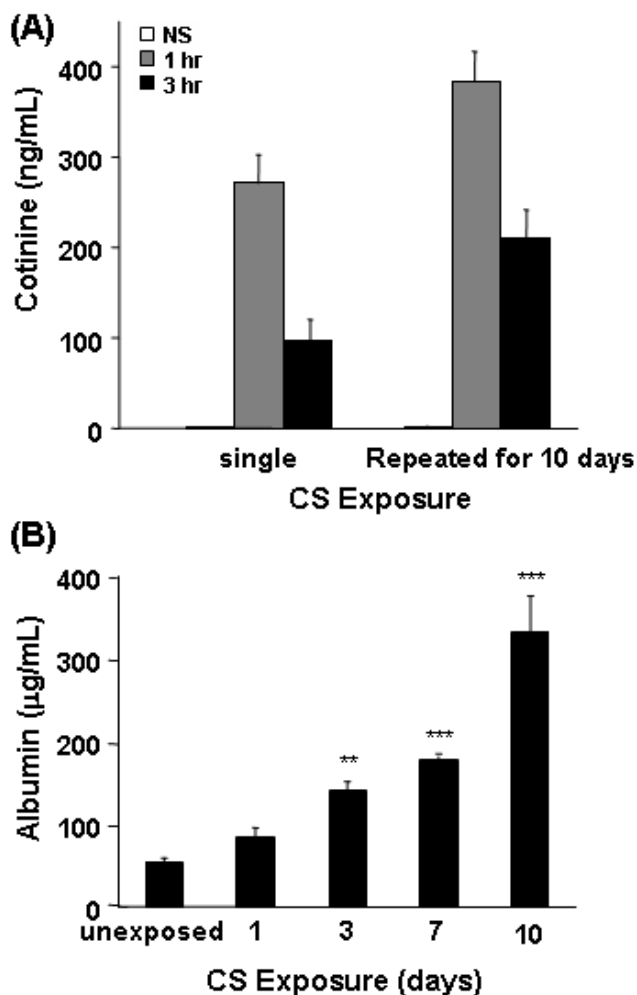 (A)
NS
1 hr
3 hr
Cotinine (ng/mL)
400
300
200
100
0
single Repeated for 10 days
CS Exposure
(B)
Albumin (µg/mL)
400
300
200
100
0
** *** ***
unexposed 1 3 7 10
CS Exposure (days)